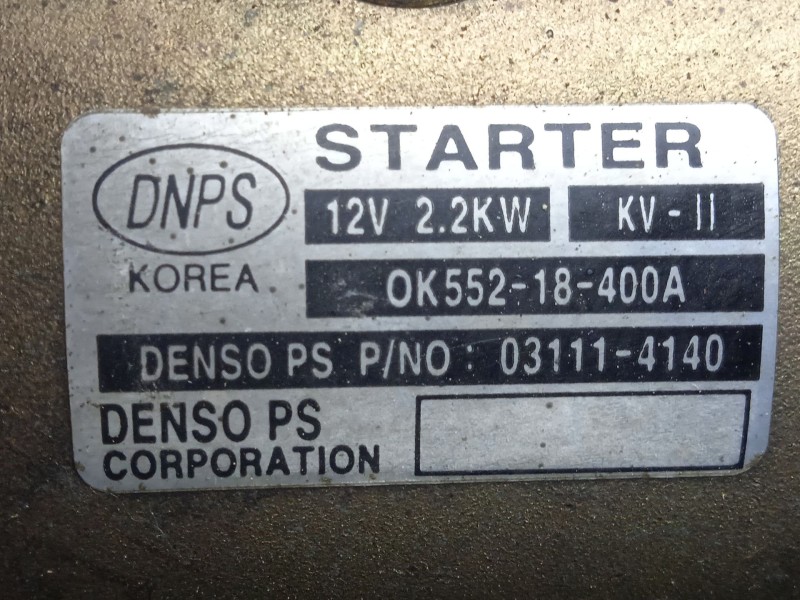 STARTER
DNPS
12V 2.2KW KV-II
KOREA
OK552-18-400A
DENSO PS P/NO : 03111-4140
DENSO PS
CORPORATION